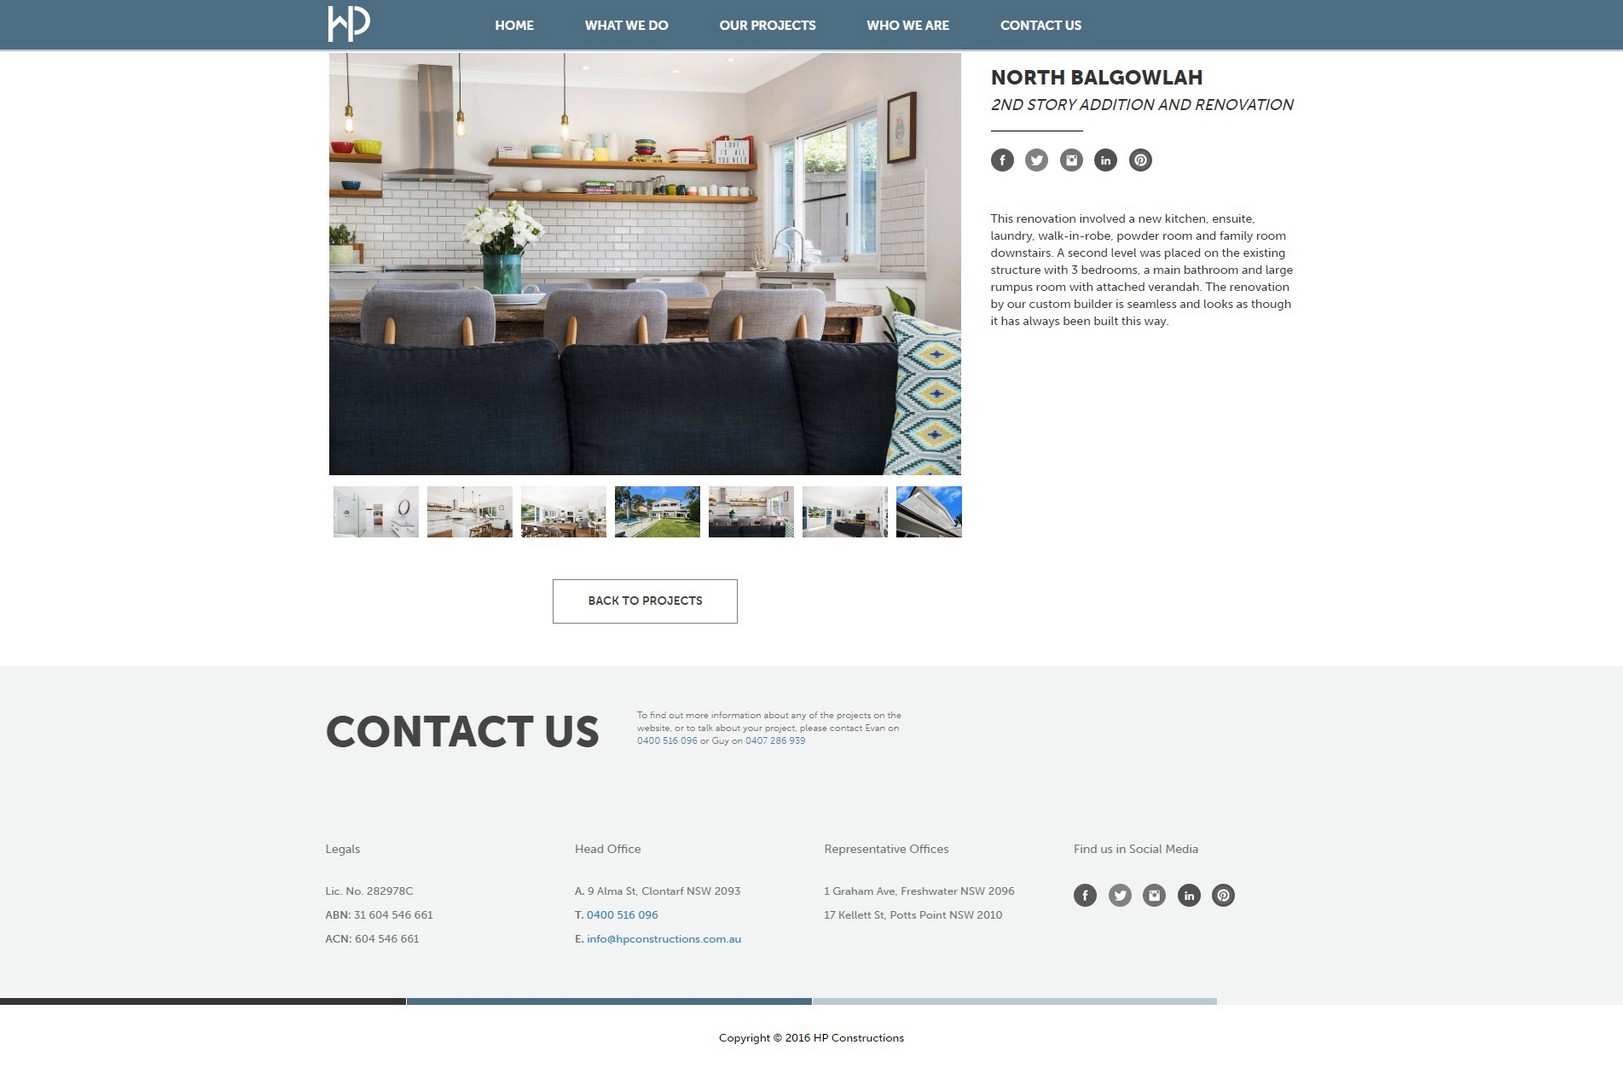 HP
HOME WHAT WE DO OUR PROJECTS WHO WE ARE CONTACT US
LOVE
IS ALL
YOU NEED
NORTH BALGOWLAH
2ND STORY ADDITION AND RENOVATION
This renovation involved a new kitchen, ensuite,
laundry, walk-in-robe, powder room and family room
downstairs. A second level was placed on the existing
structure with 3 bedrooms, a main bathroom and large
rumpus room with attached verandah. The renovation
by our custom builder is seamless and looks as though
it has always been built this way.
BACK TO PROJECTS
CONTACT US
To find out more information about any of the projects on the
website, or to talk about your project, please contact Evan on
0400 516 096 or Guy on 0407 286 939
Legals
Lic. No. 282978C
ABN: 31 604 546 661
ACN: 604 546 661
Head Office
A. 9 Alma St, Clontarf NSW 2093
T. 0400 516 096
E. info@hpconstructions.com.au
Representative Offices
1 Graham Ave, Freshwater NSW 2096
17 Kellett St, Potts Point NSW 2010
Find us in Social Media
Copyright © 2016 HP Constructions